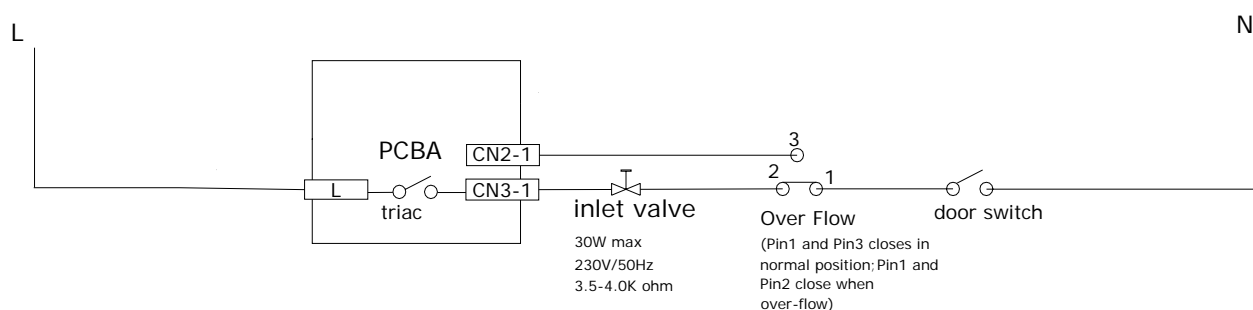 L
N
PCBA
CN2-1
3
L
triac
CN3-1
2
1
inlet valve
30W max
230V/50Hz
3.5-4.0K ohm
Over Flow
(Pin1 and Pin3 closes in
normal position;Pin1 and
Pin2 close when
over-flow)
door switch